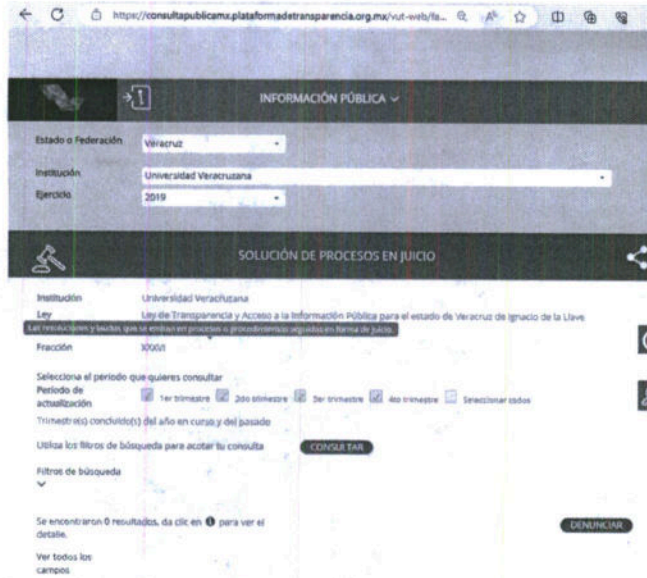 https://consultapublicamx.plataformadetransparencia.org.mx/vut-web/fa...
INFORMACIÓN PÚBLICA
Estado o Federación Veracruz
Institución Universidad Veracruzana
Ejercicio 2019
SOLUCIÓN DE PROCESOS EN JUICIO
Institución Universidad Veracruzana
Ley Ley de Transparencia y Acceso a la Información Pública para el estado de Veracruz de Ignacio de la Llave
Las resoluciones y laudos que se emitan en procesos o procedimientos seguidos en forma de juicio
Fracción XXXVI
Selecciona el periodo que quieres consultar
Periodo de
actualización 1er trimestre 2do trimestre 3er trimestre 4to trimestre Seleccionar todos
Trimestre(s) concluido(s) del año en curso y del pasado
Utiliza los filtros de búsqueda para acotar tu consulta CONSULTAR
Filtros de búsqueda
Se encontraron 0 resultados, da clic en para ver el
detalle.
DENUNCIAR
Ver todos los
campos